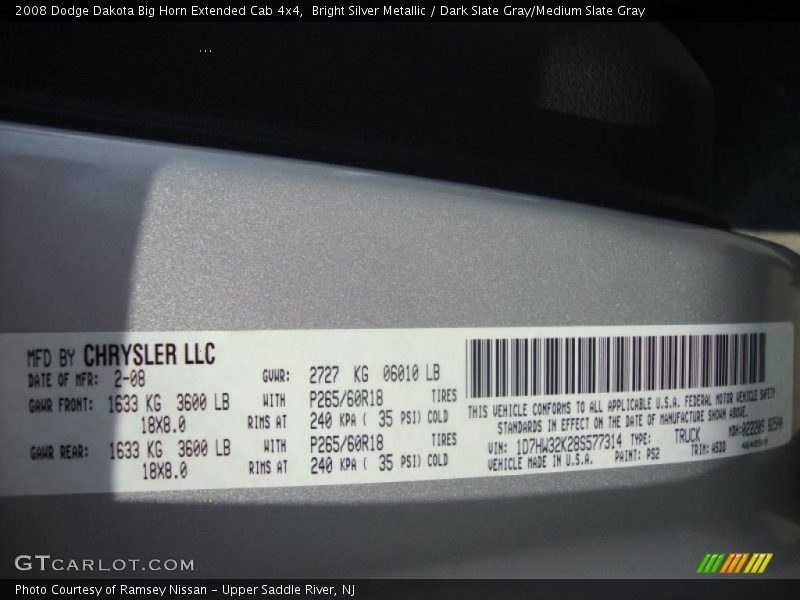 2008 Dodge Dakota Big Horn Extended Cab 4x4, Bright Silver Metallic / Dark Slate Gray/Medium Slate Gray
MFD BY CHRYSLER LLC
DATE OF MFR: 2-08 GVWR: 2727 KG 06010 LB
GAWR FRONT: 1633 KG 3600 LB WITH P265/60R18 TIRES
18X8.0 RIMS AT 240 KPA ( 35 PSI) COLD
GAWR REAR: 1633 KG 3600 LB WITH P265/60R18 TIRES
18X8.0 RIMS AT 240 KPA ( 35 PSI) COLD
THIS VEHICLE CONFORMS TO ALL APPLICABLE U.S.A. FEDERAL MOTOR VEHICLE SAFETY
STANDARDS IN EFFECT ON THE DATE OF MANUFACTURE SHOWN ABOVE.
VIN: 1D7HW32K28S577314 TYPE: TRUCK MDH:
VEHICLE MADE IN U.S.A. PAINT: PS2 TRIM:
GTCARLOT.COM
Photo Courtesy of Ramsey Nissan - Upper Saddle River, NJ